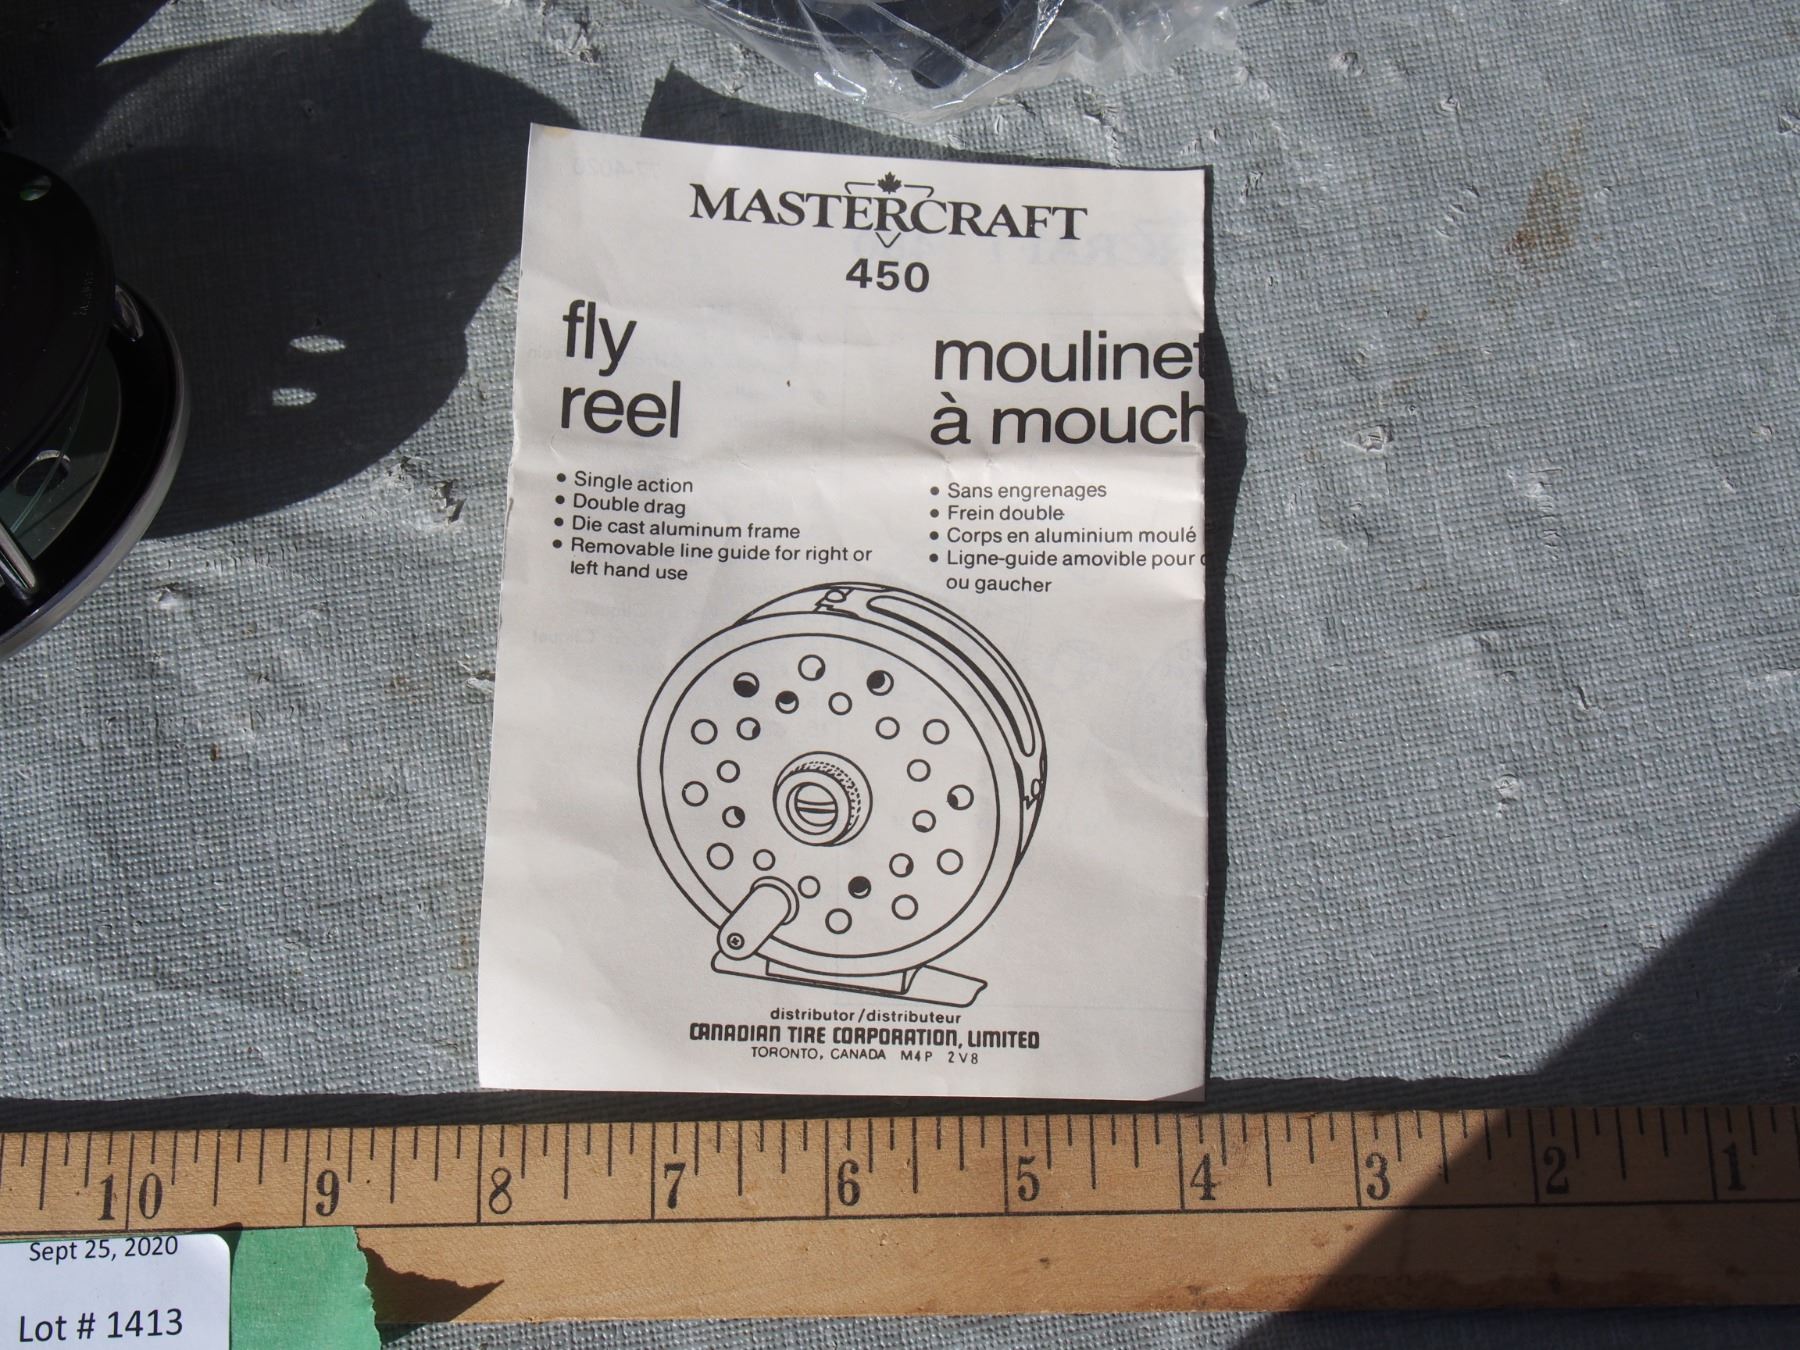 MASTERCRAFT
450
fly
reel
moulinet
à mouch
• Single action
• Double drag
• Die cast aluminum frame
• Removable line guide for right or
left hand use
• Sans engrenages
• Frein double
• Corps en aluminium moulé
• Ligne-guide amovible pour
ou gaucher
distributor/distributeur
CANADIAN TIRE CORPORATION, LIMITED
TORONTO, CANADA M4P 2V8
10 9 8 7 6 5 4 3 2 1
Sept 25, 2020
Lot # 1413